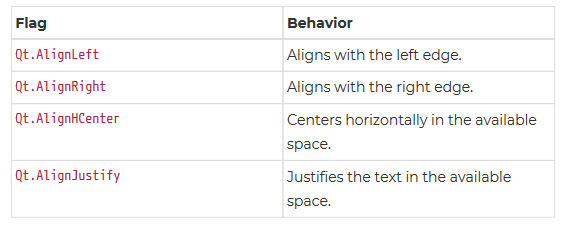 Flag Behavior
Qt.AlignLeft Aligns with the left edge.
Qt.AlignRight Aligns with the right edge.
Qt.AlignHCenter Centers horizontally in the available
space.
Qt.AlignJustify Justifies the text in the available
space.